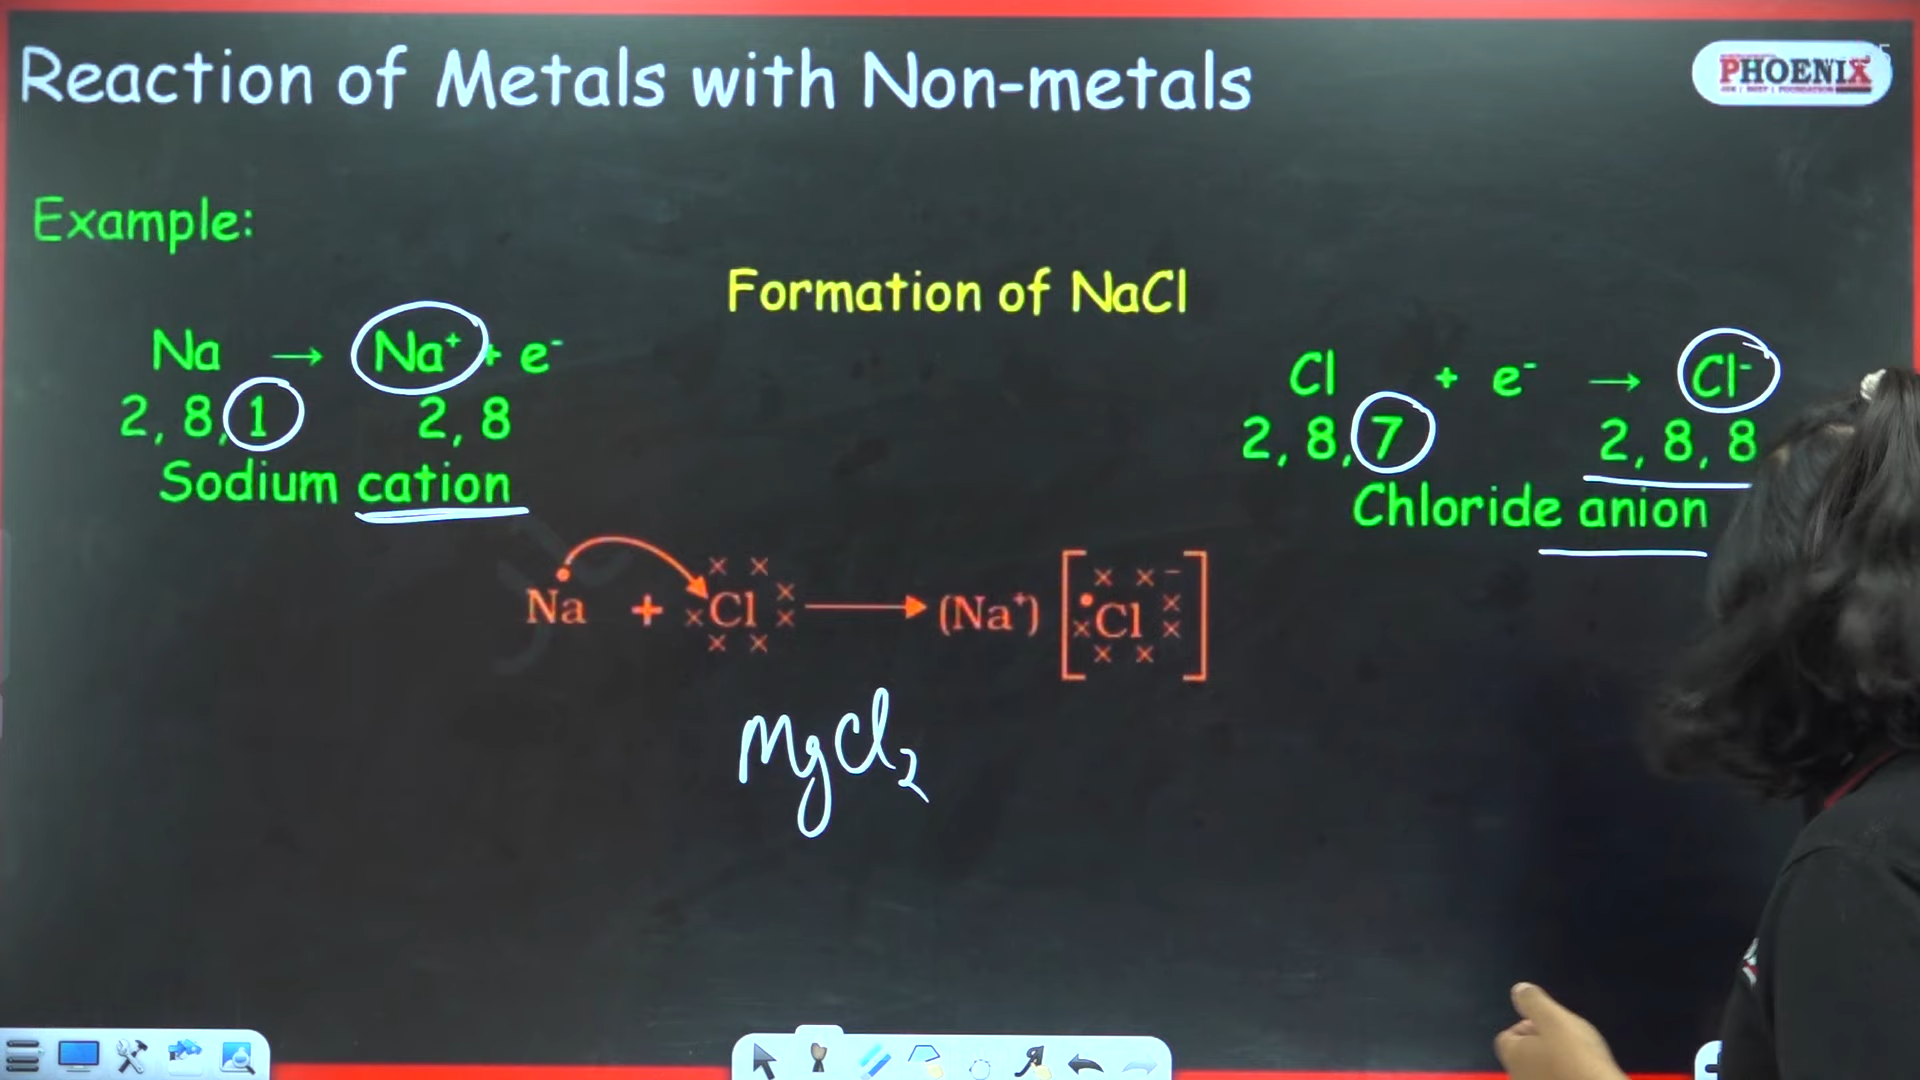 Reaction of Metals with Non-metals
PHOENIX
Example:
Formation of NaCl
Na → Na⁺ + e⁻
2, 8, 1 2, 8
Sodium cation
Cl + e⁻ → Cl⁻
2, 8, 7 2, 8, 8
Chloride anion
Na + Cl → (Na⁺) [Cl]⁻
MgCl₂